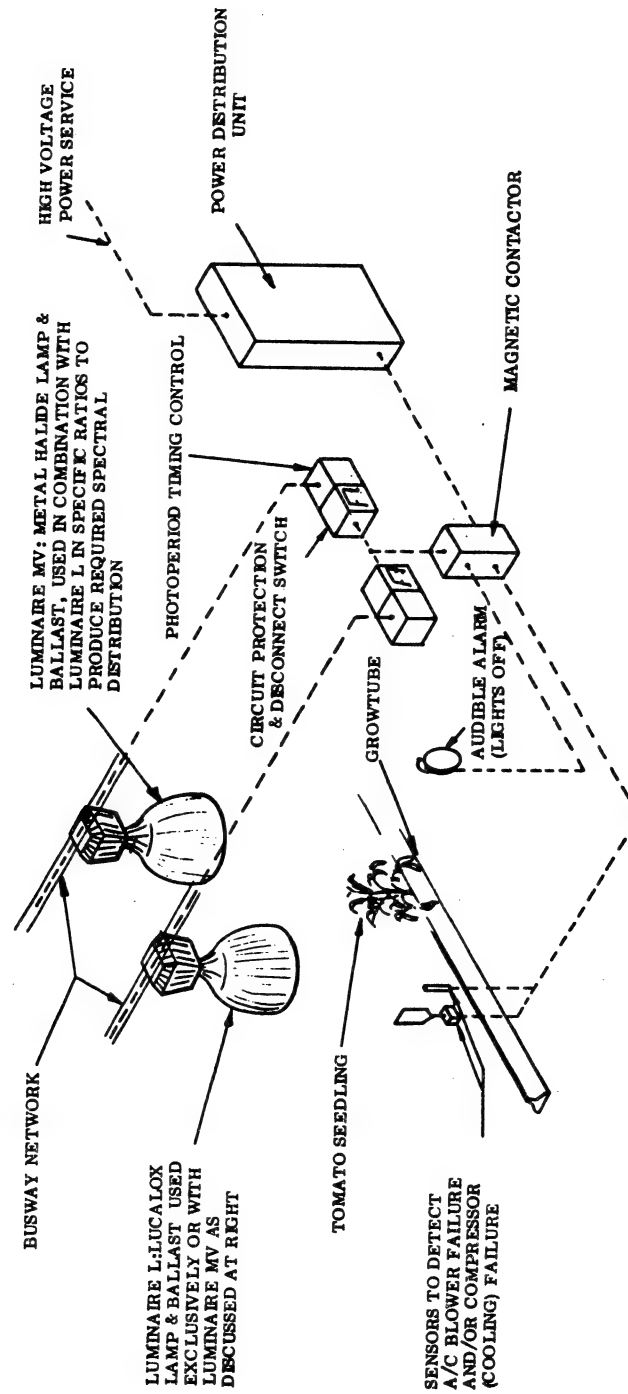 HIGH VOLTAGE
POWER SERVICE
LUMINAIRE MV: METAL HALIDE LAMP &
BALLAST, USED IN COMBINATION WITH
LUMINAIRE L IN SPECIFIC RATIOS TO
PRODUCE REQUIRED SPECTRAL
DISTRIBUTION
BUSWAY NETWORK
POWER DISTRIBUTION
UNIT
PHOTOPERIOD TIMING CONTROL
CIRCUIT PROTECTION
& DISCONNECT SWITCH
LUMINAIRE L:LUCALOX
LAMP & BALLAST USED
EXCLUSIVELY OR WITH
LUMINAIRE MV AS
DISCUSSED AT RIGHT
MAGNETIC CONTACTOR
GROWTUBE
AUDIBLE ALARM
(LIGHTS OFF)
TOMATO SEEDLING
SENSORS TO DETECT
A/C BLOWER FAILURE
AND/OR COMPRESSOR
(COOLING) FAILURE